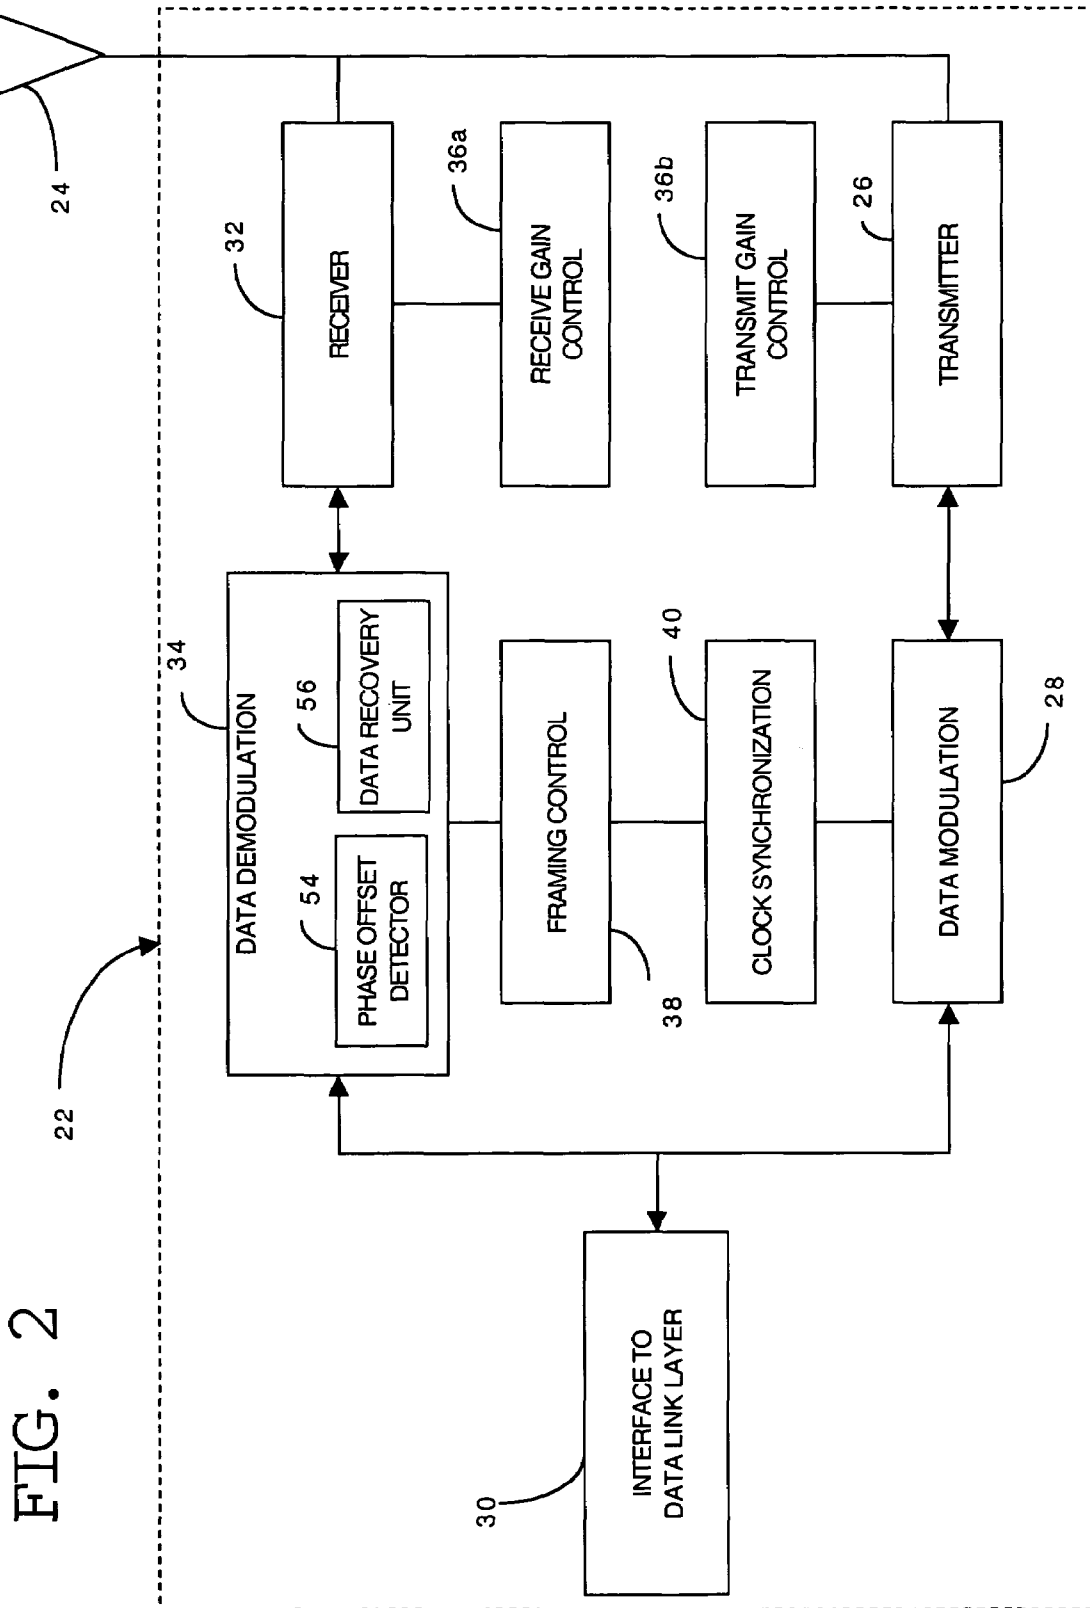 FIG. 2
22
24
34
DATA DEMODULATION
54
PHASE OFFSET
DETECTOR
56
DATA RECOVERY
UNIT
32
RECEIVER
36a
RECEIVE GAIN
CONTROL
FRAMING CONTROL
38
30
INTERFACE TO
DATA LINK LAYER
40
CLOCK SYNCHRONIZATION
36b
TRANSMIT GAIN
CONTROL
DATA MODULATION
28
26
TRANSMITTER